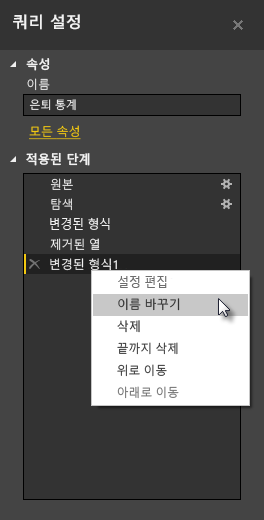 쿼리 설정
속성
이름
은퇴 통계
모든 속성
적용된 단계
원본
탐색
변경된 형식
제거된 열
변경된 형식1
설정 편집
이름 바꾸기
삭제
끝까지 삭제
위로 이동
아래로 이동